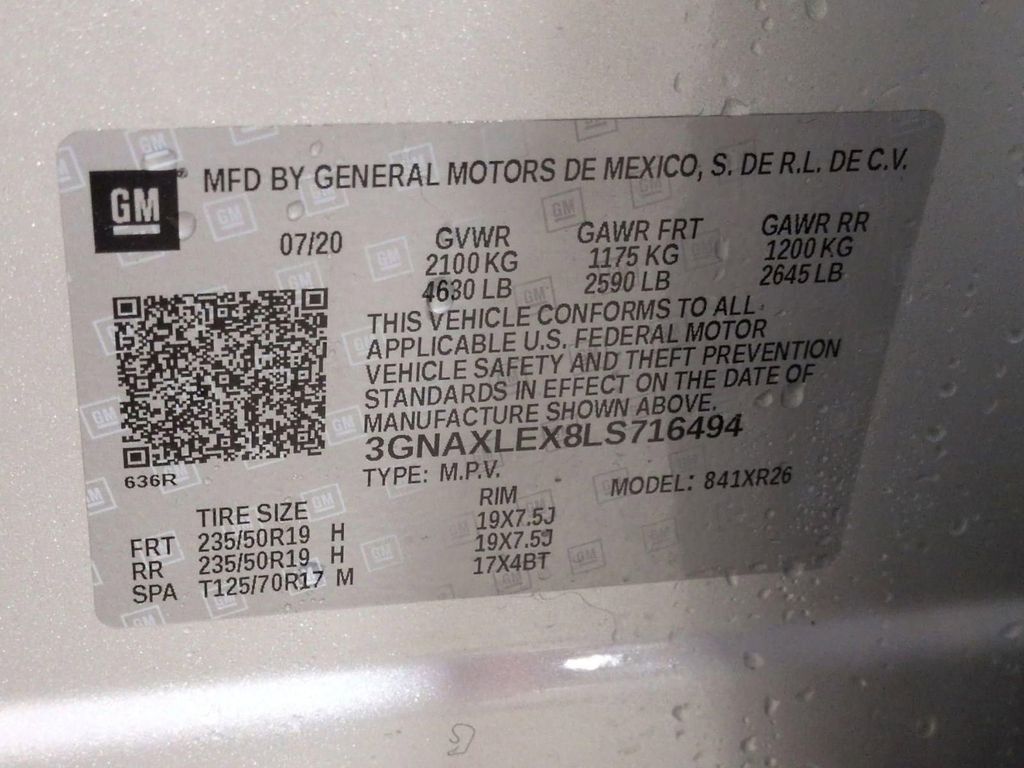 GM
MFD BY GENERAL MOTORS DE MEXICO, S. DE R.L. DE C.V.
07/20
GVWR GAWR FRT GAWR RR
2100 KG 1175 KG 1200 KG
4630 LB 2590 LB 2645 LB
THIS VEHICLE CONFORMS TO ALL
APPLICABLE U.S. FEDERAL MOTOR
VEHICLE SAFETY AND THEFT PREVENTION
STANDARDS IN EFFECT ON THE DATE OF
MANUFACTURE SHOWN ABOVE.
3GNAXLEX8LS716494
636R
TYPE: M.P.V. MODEL: 841XR26
TIRE SIZE RIM
FRT 235/50R19 H 19X7.5J
RR 235/50R19 H 19X7.5J
SPA T125/70R17 M 17X4BT